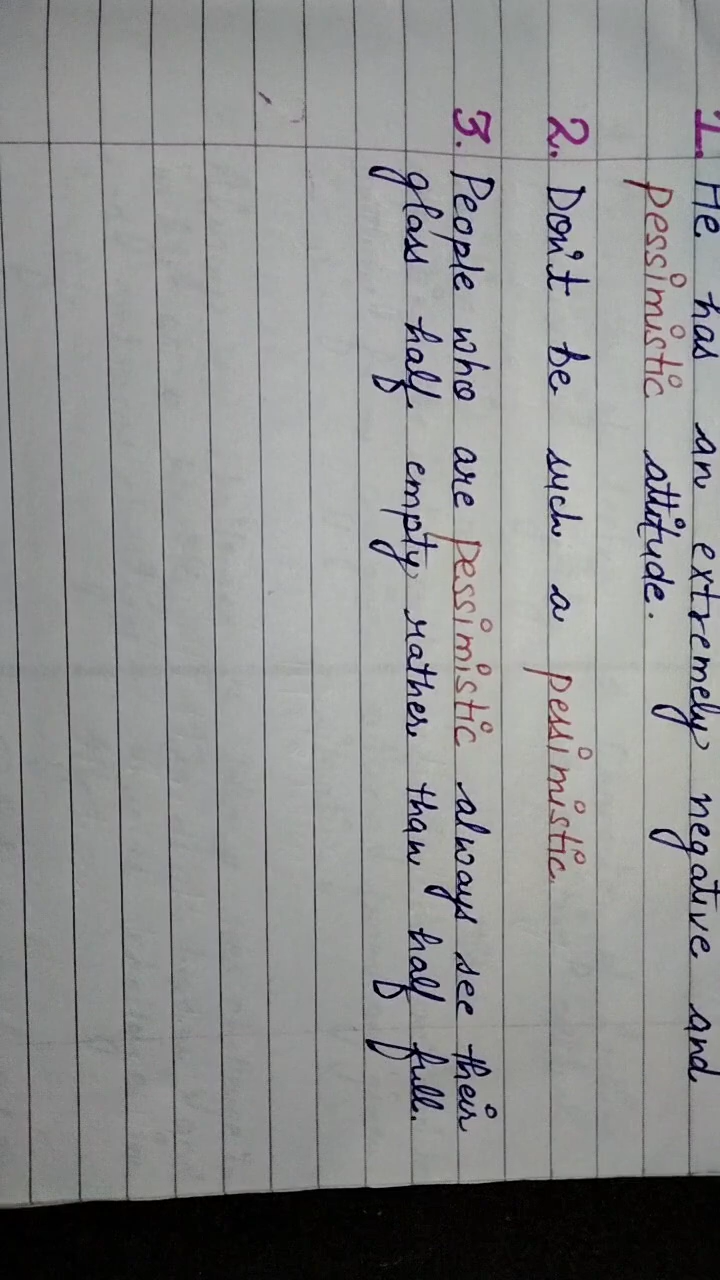 1. He has an extremely negative and
pessimistic attitude.
2. Don't be such a pessimistic.
3. People who are pessimistic always see their
glass half empty rather than half full.